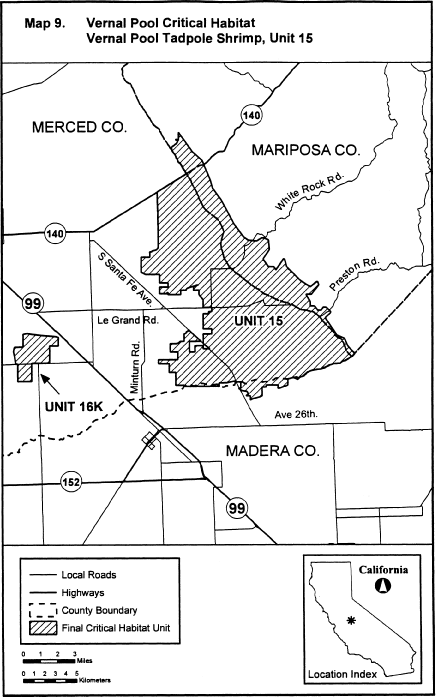 Map 9. Vernal Pool Critical Habitat
Vernal Pool Tadpole Shrimp, Unit 15
140
MERCED CO.
MARIPOSA CO.
White Rock Rd.
140
S Santa Fe Ave.
Preston Rd.
99
Le Grand Rd.
UNIT 15
Minturn Rd.
UNIT 16K
Ave 26th.
MADERA CO.
152
99
Local Roads
Highways
County Boundary
Final Critical Habitat Unit
0 1 2 3
Miles
0 1 2 3 4 5
Kilometers
California
Location Index